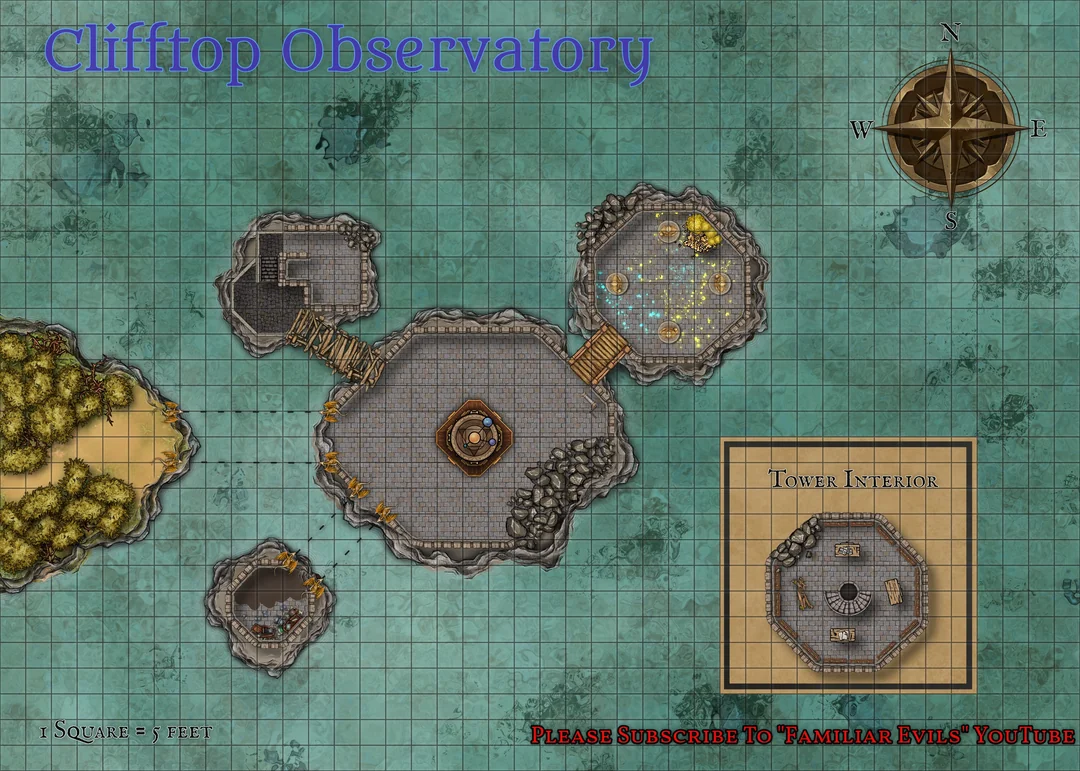 Clifftop Observatory
N
W E
S
Tower Interior
1 Square = 5 feet
Please Subscribe To "Familiar Evils" YouTube